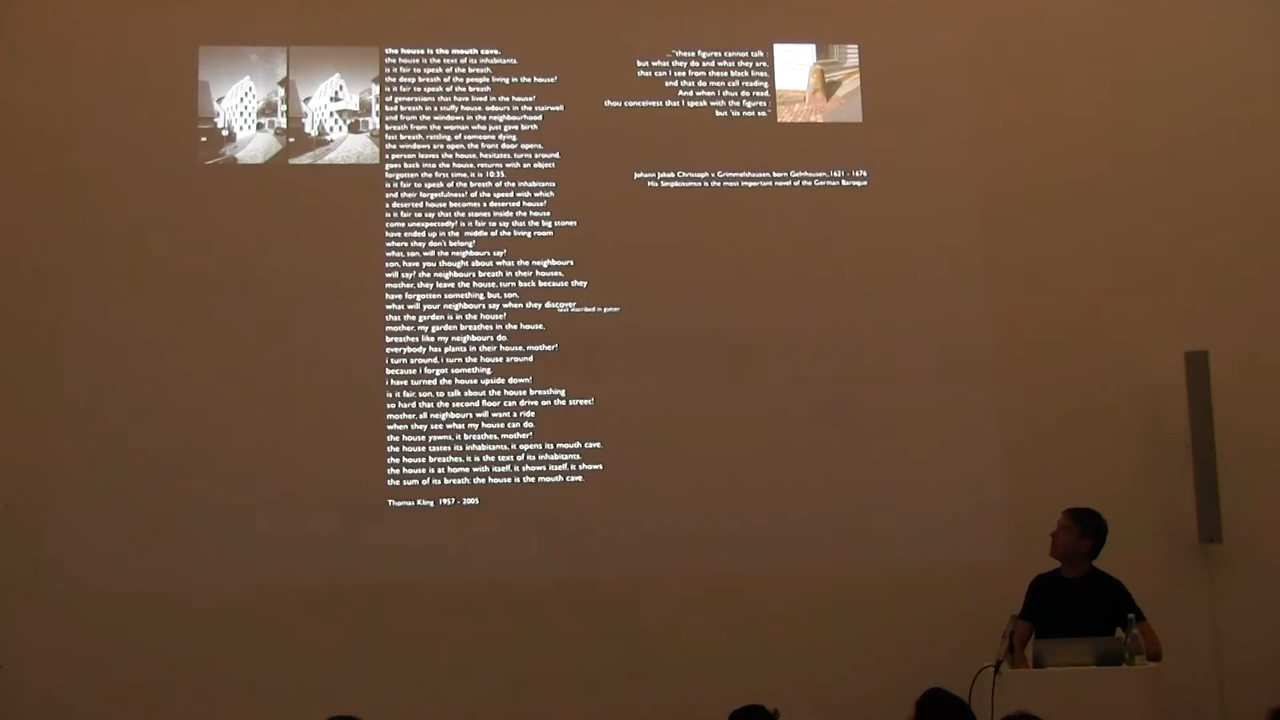 the house is the mouth cave.
the house is the text of its inhabitants.
is it fair to speak of the breath,
the deep breath of the people living in the house?
is it fair to speak of the breath
of generations that have lived in the house?
bad breath in a stuffy house. odours in the stairwell
and from the windows in the neighbourhood
breath from the woman who just gave birth
fast breath, rattling, of someone dying.
the windows are open, the front door opens,
a person leaves the house, hesitates, turns around,
goes back into the house, returns with an object
forgotten the first time, it is 10:35.
is it fair to speak of the breath of the inhabitants
and their forgetfulness? of the speed with which
a deserted house becomes a deserted house?
is it fair to say that the stones inside the house
come unexpectedly? is it fair to say that the big stones
have ended up in the middle of the living room
where they don't belong?
what, son, will the neighbours say?
son, have you thought about what the neighbours
will say? the neighbours breath in their houses,
mother, they leave the house, turn back because they
have forgotten something, but, son,
what will your neighbours say when they discover
text inscribed in gutter
that the garden is in the house?
mother, my garden breathes in the house,
breathes like my neighbours do.
everybody has plants in their house, mother!
i turn around, i turn the house around
because i forgot something.
i have turned the house upside down!
is it fair, son, to talk about the house breathing
so hard that the second floor can drive on the street!
mother, all neighbours will want a ride
when they see what my house can do.
the house yawns, it breathes, mother!
the house tastes its inhabitants, it opens its mouth cave.
the house breathes, it is the text of its inhabitants.
the house is at home with itself, it shows itself, it shows
the sum of its breath: the house is the mouth cave.
Thomas Kling 1957 - 2005
..."these figures cannot talk :
but what they do and what they are,
that can I see from these black lines,
and that do men call reading.
And when I thus do read,
thou conceivest that I speak with the figures :
but 'tis not so."
Johann Jakob Christoph v. Grimmelshausen, born Gelnhausen, 1621 - 1676
His Simplicissimus is the most important novel of the German Baroque